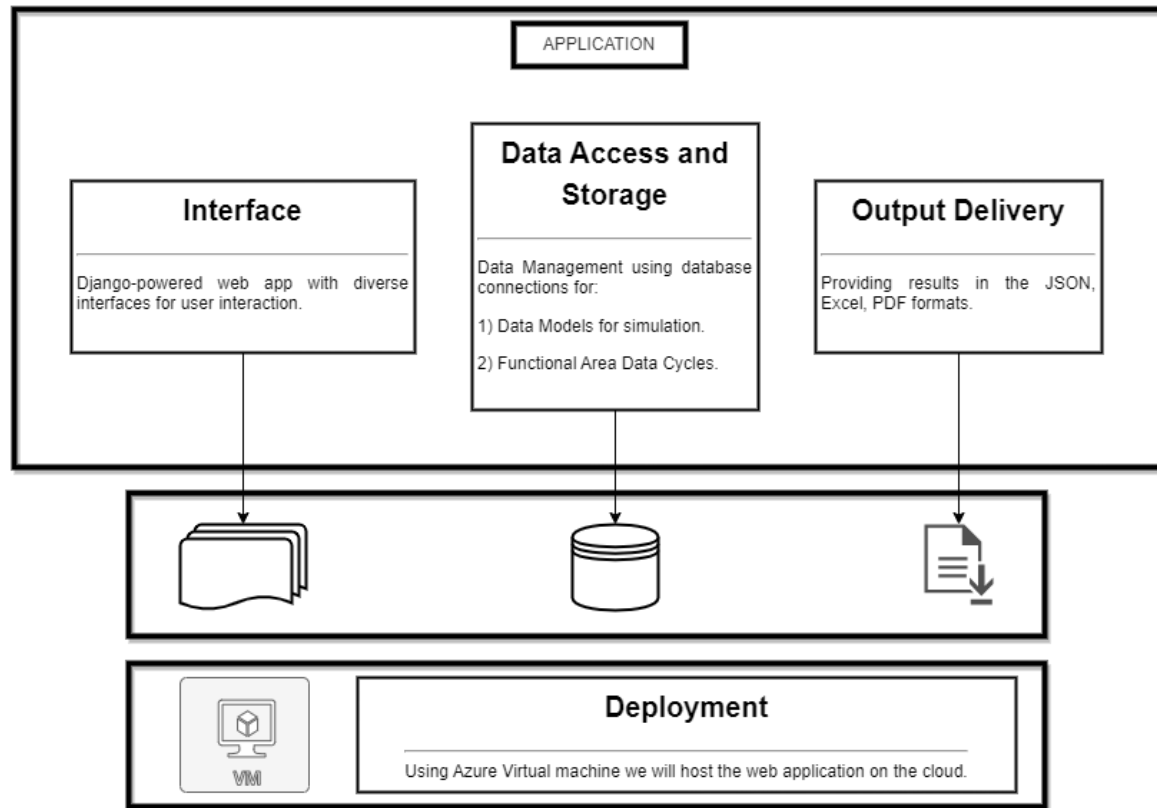 APPLICATION
Interface
Django-powered web app with diverse
interfaces for user interaction.
Data Access and
Storage
Data Management using database
connections for:
1) Data Models for simulation.
2) Functional Area Data Cycles.
Output Delivery
Providing results in the JSON,
Excel, PDF formats.
VM
Deployment
Using Azure Virtual machine we will host the web application on the cloud.